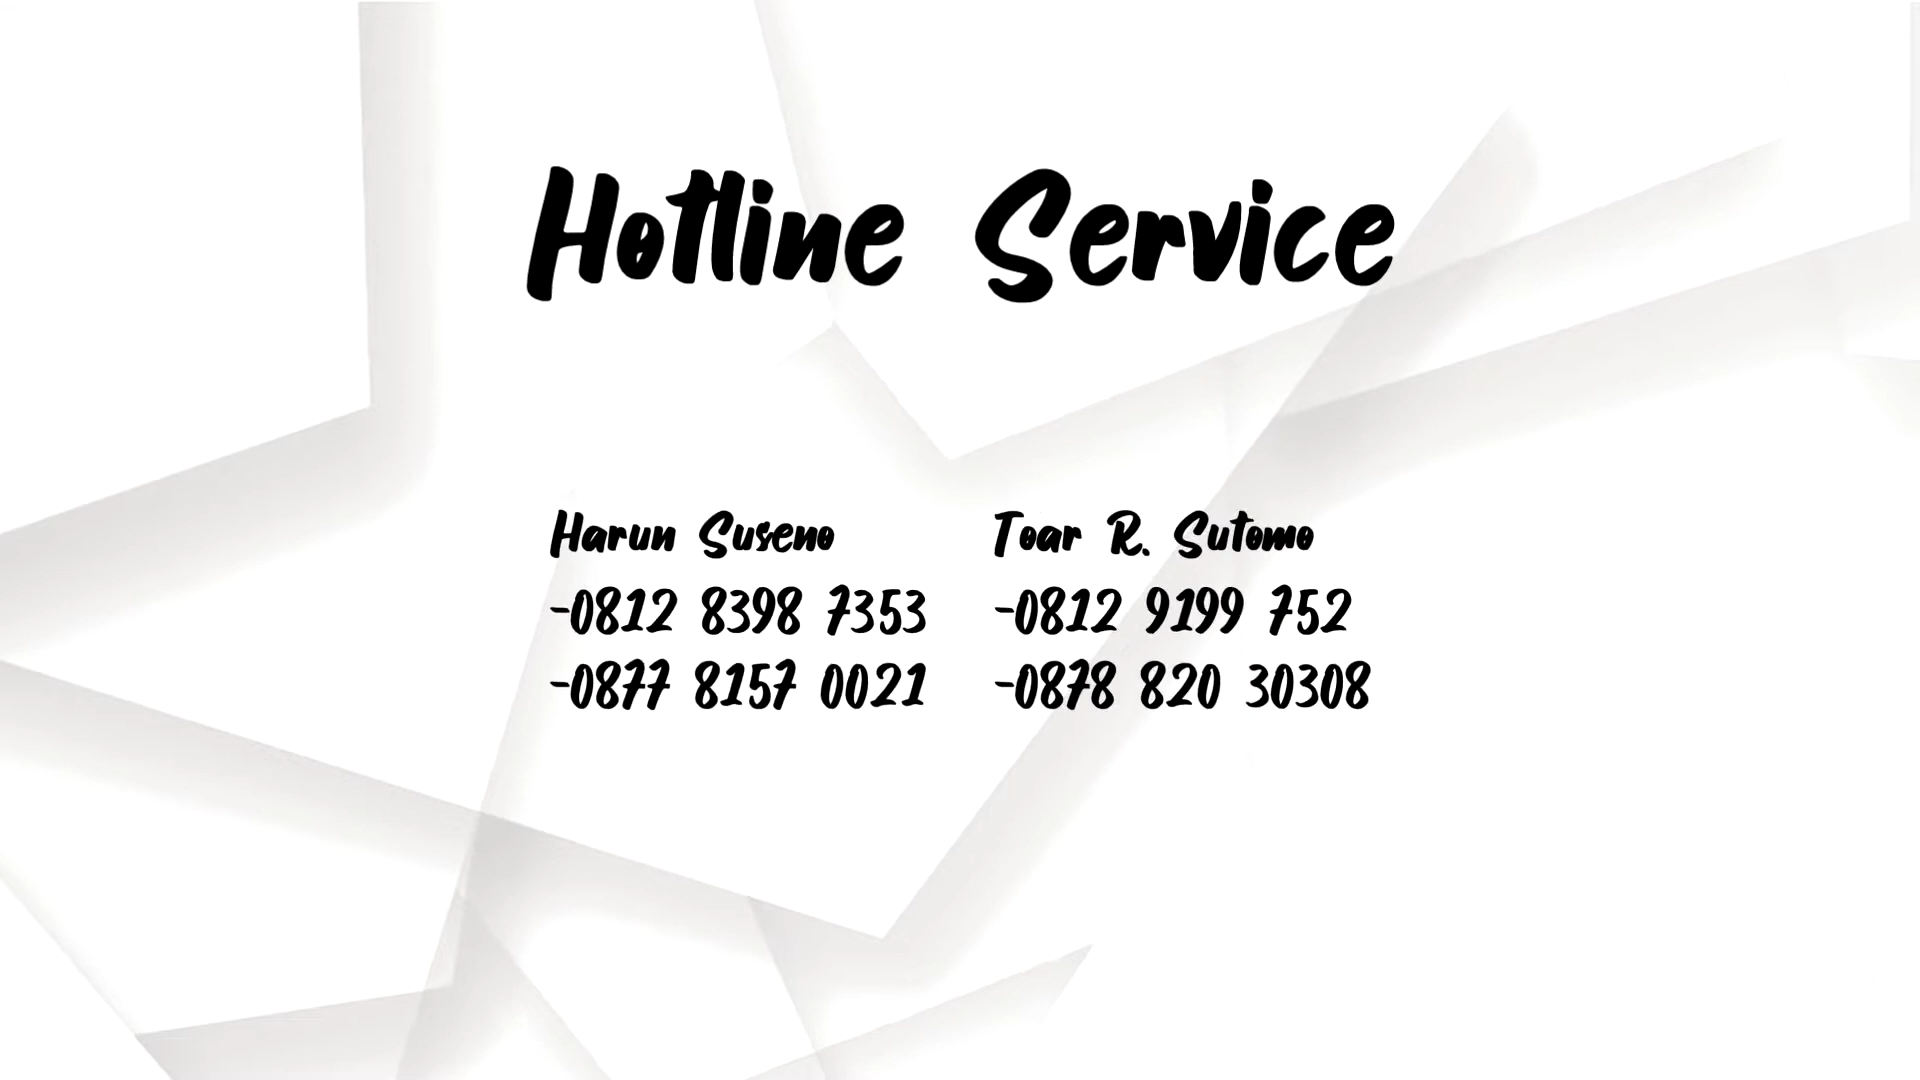 Hotline Service
Harun Suseno
-0812 8398 7353
-0877 8157 0021
Toar R. Sutomo
-0812 9199 752
-0878 820 30308